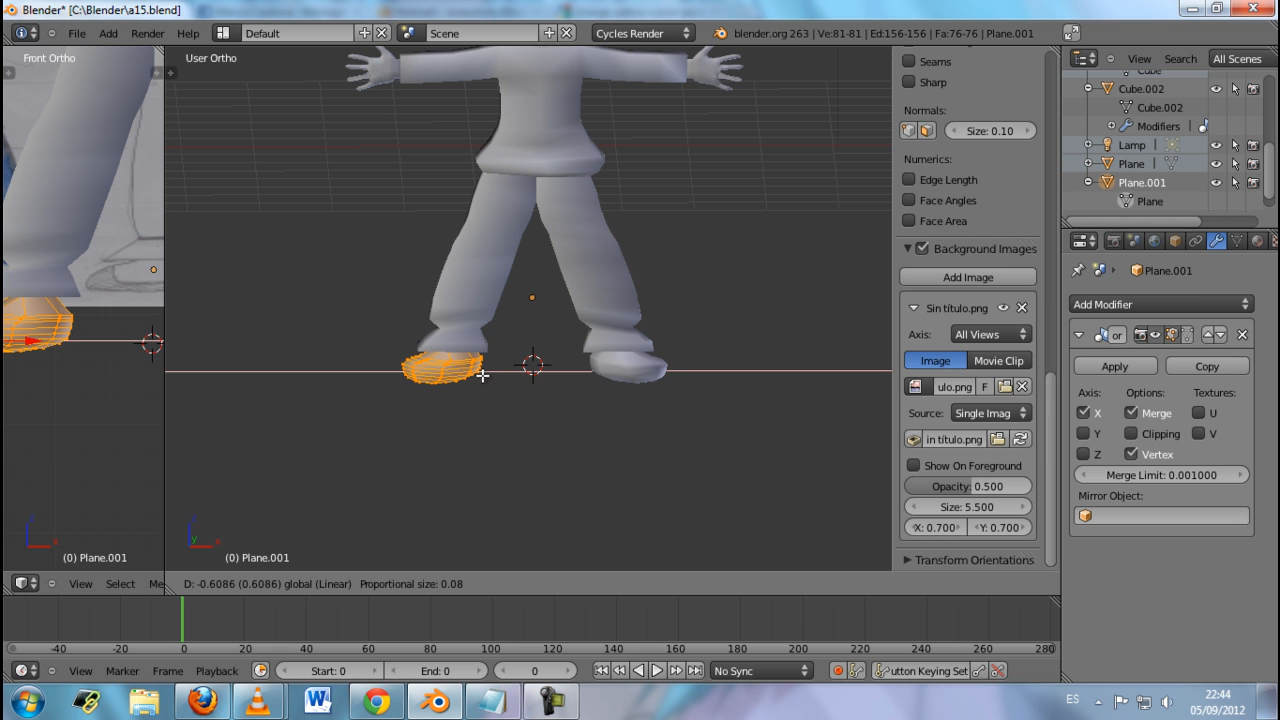 Blender* [C:\Blender\a15.blend]
File Add Render Help Default Scene Cycles Render blender.org 263 | Ve:81-81 | Ed:156-156 | Fa:76-76 | Plane.001
View Search All Scenes
Front Ortho
User Ortho
Seams
Sharp
Normals:
Size: 0.10
Numerics:
Edge Length
Face Angles
Face Area
Background Images
Add Image
Sin título.png
Axis: All Views
Image Movie Clip
ulo.png F
Source: Single Imag
in título.png
Show On Foreground
Opacity: 0.500
Size: 5.500
X: 0.700 Y: 0.700
Transform Orientations
Cube
Cube.002
Cube.002
Modifiers
Lamp
Plane
Plane.001
Plane
Plane.001
Add Modifier
or
Apply Copy
Axis: Options: Textures:
X Merge U
Y Clipping V
Z Vertex
Merge Limit: 0.001000
Mirror Object:
(0) Plane.001
y x
(0) Plane.001
View Select Me
D: -0.6086 (0.6086) global (Linear) Proportional size: 0.08
-40 -20 0 20 40 60 80 100 120 140 160 180 200 220 240 260 280
View Marker Frame Playback Start: 0 End: 0 0 No Sync utton Keying Set
ES
22:44
05/09/2012